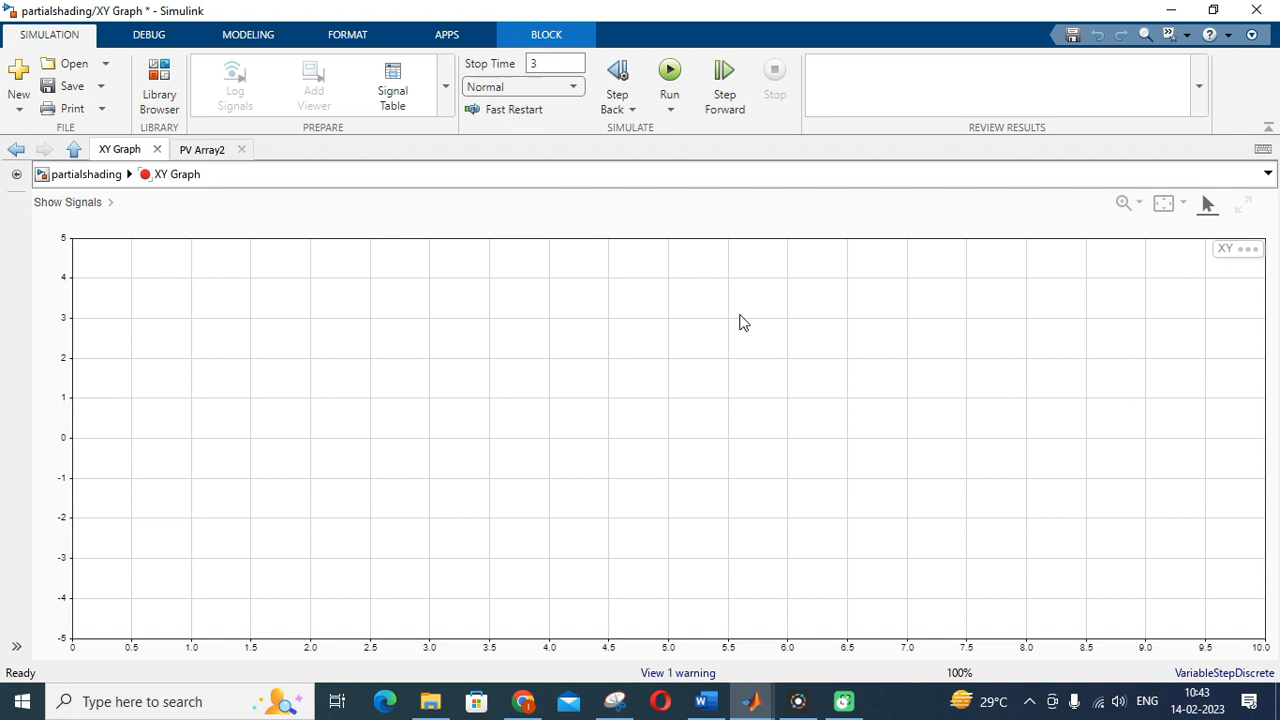 partialshading/XY Graph * - Simulink
SIMULATION DEBUG MODELING FORMAT APPS BLOCK
New
Open
Save
Print
FILE
Library
Browser
LIBRARY
Log
Signals
Add
Viewer
Signal
Table
PREPARE
Stop Time 3
Normal
Fast Restart
Step
Back
Run
Step
Forward
Stop
SIMULATE
REVIEW RESULTS
XY Graph PV Array2
partialshading XY Graph
Show Signals
XY
5
4
3
2
1
0
-1
-2
-3
-4
-5
0 0.5 1.0 1.5 2.0 2.5 3.0 3.5 4.0 4.5 5.0 5.5 6.0 6.5 7.0 7.5 8.0 8.5 9.0 9.5 10.0
Ready View 1 warning 100% VariableStepDiscrete
Type here to search
29°C
ENG
10:43
14-02-2023